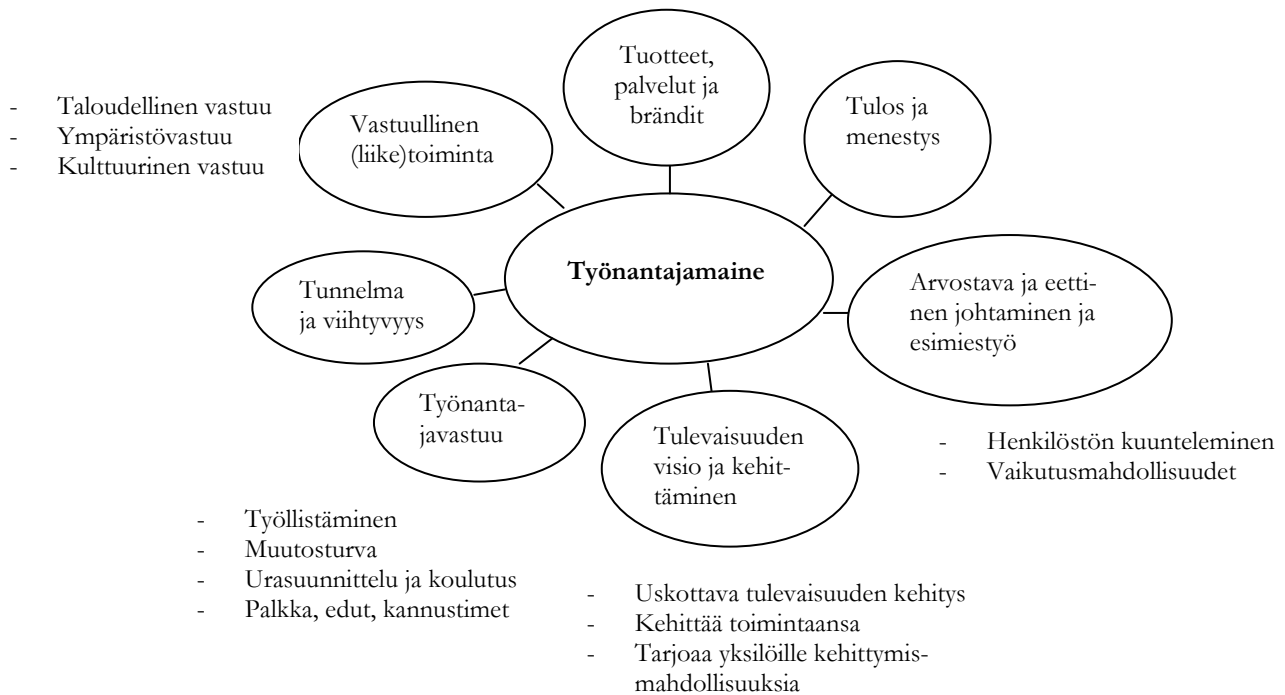 Tuotteet,
palvelut ja
brändit
Tulos ja
menestys
- Taloudellinen vastuu
- Ympäristövastuu
- Kulttuurinen vastuu
Vastuullinen
(liike)toiminta
Työnantajamaine
Tunnelma
ja viihtyvyys
Arvostava ja eetti-
nen johtaminen ja
esimiestyö
Työnanta-
javastuu
Tulevaisuuden
visio ja kehit-
täminen
- Henkilöstön kuunteleminen
- Vaikutusmahdollisuudet
- Työllistäminen
- Muutosturva
- Urasuunnittelu ja koulutus
- Palkka, edut, kannustimet
- Uskottava tulevaisuuden kehitys
- Kehittää toimintaansa
- Tarjoaa yksilöille kehittymis-
mahdollisuuksia